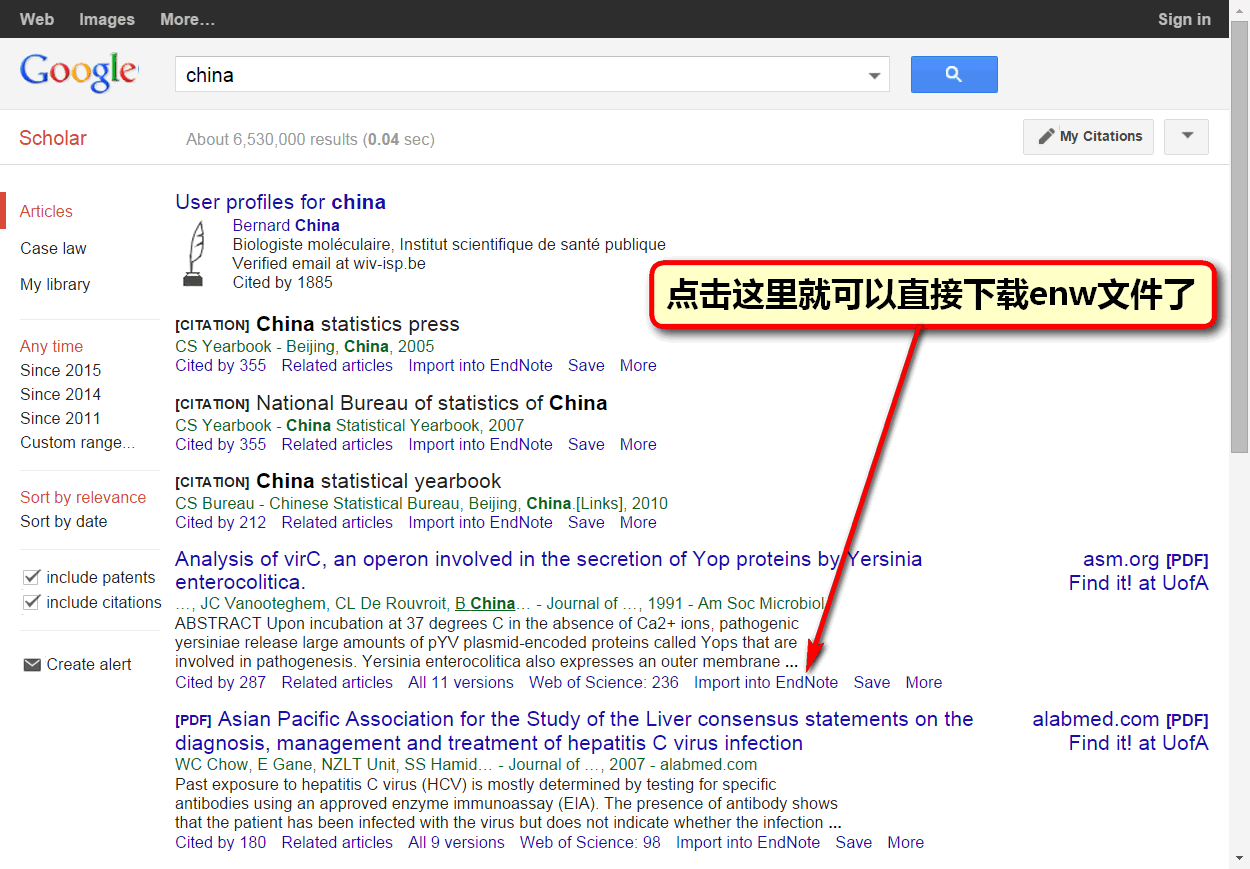 Web Images More… Sign in
Google
china
Scholar About 6,530,000 results (0.04 sec) My Citations
Articles
Case law
My library
Any time
Since 2015
Since 2014
Since 2011
Custom range...
Sort by relevance
Sort by date
include patents
include citations
Create alert
User profiles for china
Bernard China
Biologiste moléculaire, Institut scientifique de santé publique
Verified email at wiv-isp.be
Cited by 1885
点击这里就可以直接下载enw文件了
[CITATION] China statistics press
CS Yearbook - Beijing, China, 2005
Cited by 355 Related articles Import into EndNote Save More
[CITATION] National Bureau of statistics of China
CS Yearbook - China Statistical Yearbook, 2007
Cited by 355 Related articles Import into EndNote Save More
[CITATION] China statistical yearbook
CS Bureau - Chinese Statistical Bureau, Beijing, China.[Links], 2010
Cited by 212 Related articles Import into EndNote Save More
Analysis of virC, an operon involved in the secretion of Yop proteins by Yersinia
enterocolitica.
…, JC Vanooteghem, CL De Rouvroit, B China… - Journal of …, 1991 - Am Soc Microbiol
ABSTRACT Upon incubation at 37 degrees C in the absence of Ca2+ ions, pathogenic
yersiniae release large amounts of pYV plasmid-encoded proteins called Yops that are
involved in pathogenesis. Yersinia enterocolitica also expresses an outer membrane ...
Cited by 287 Related articles All 11 versions Web of Science: 236 Import into EndNote Save More
asm.org [PDF]
Find it! at UofA
[PDF] Asian Pacific Association for the Study of the Liver consensus statements on the
diagnosis, management and treatment of hepatitis C virus infection
WC Chow, E Gane, NZLT Unit, SS Hamid… - Journal of …, 2007 - alabmed.com
Past exposure to hepatitis C virus (HCV) is mostly determined by testing for specific
antibodies using an approved enzyme immunoassay (EIA). The presence of antibody shows
that the patient has been infected with the virus but does not indicate whether the infection ...
Cited by 180 Related articles All 9 versions Web of Science: 98 Import into EndNote Save More
alabmed.com [PDF]
Find it! at UofA